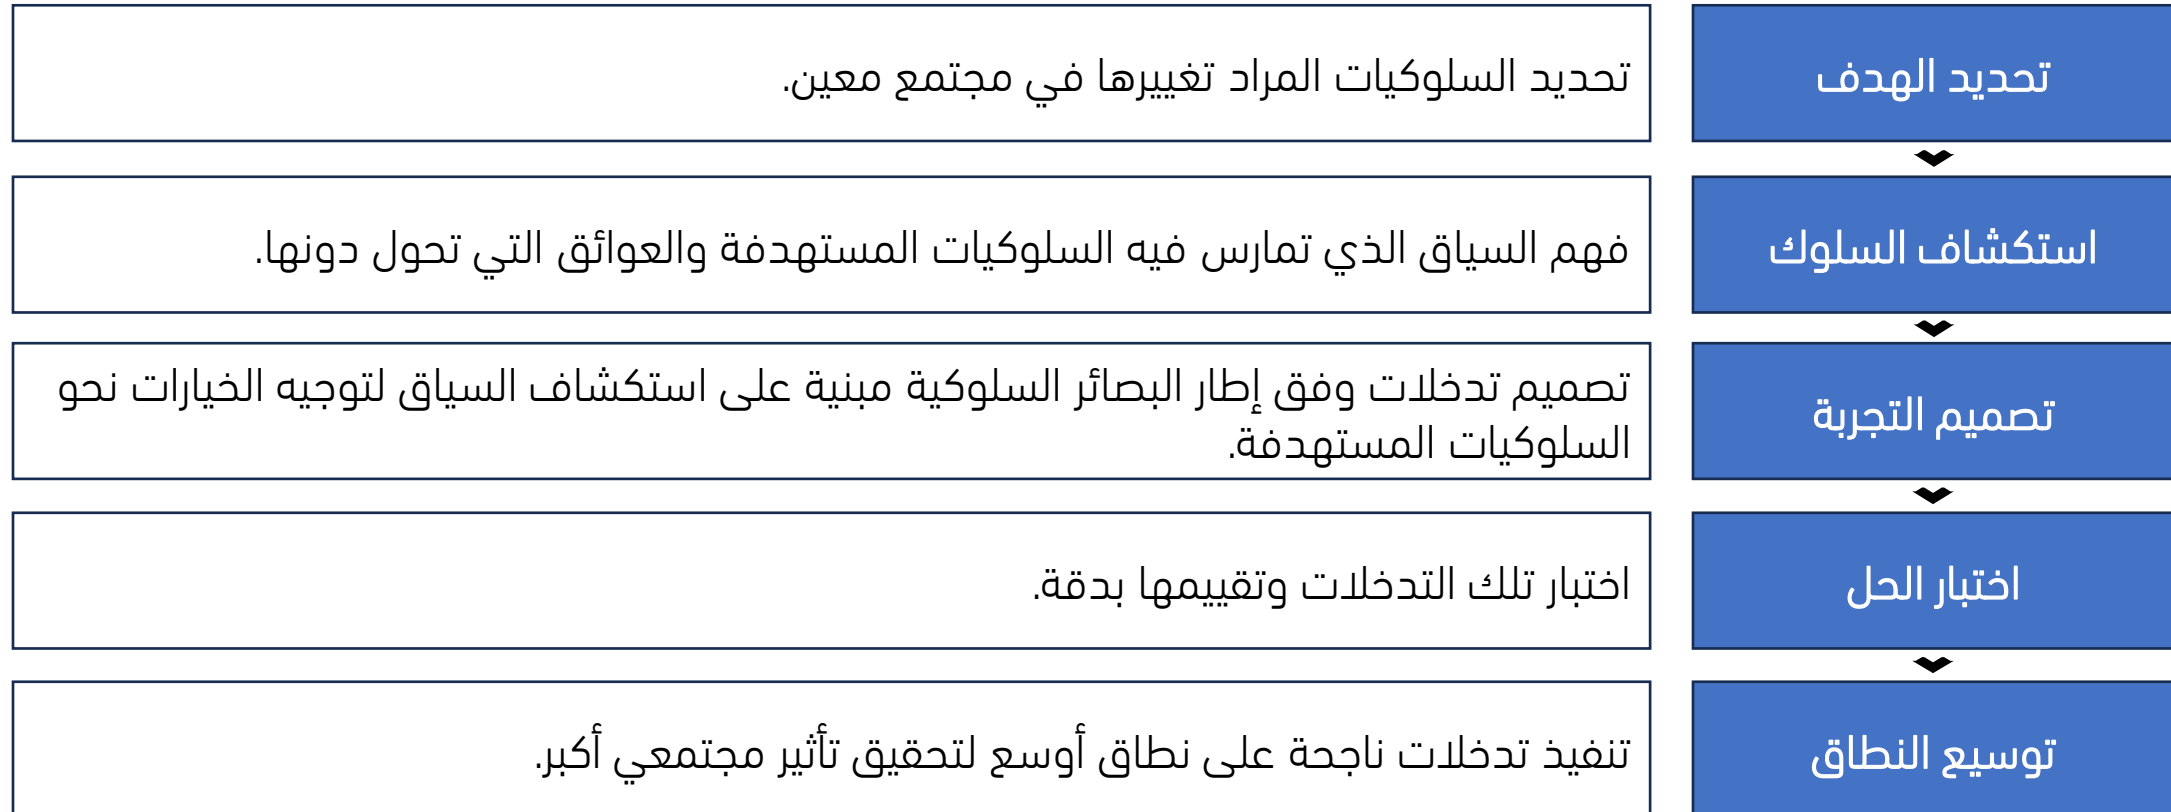 تحديد الهدف
تحديد السلوكيات المراد تغييرها في مجتمع معين.
استكشاف السلوك
فهم السياق الذي تمارس فيه السلوكيات المستهدفة والعوائق التي تحول دونها.
تصميم التجربة
تصميم تدخلات وفق إطار البصائر السلوكية مبنية على استكشاف السياق لتوجيه الخيارات نحو
السلوكيات المستهدفة.
اختبار الحل
اختبار تلك التدخلات وتقييمها بدقة.
توسيع النطاق
تنفيذ تدخلات ناجحة على نطاق أوسع لتحقيق تأثير مجتمعي أكبر.